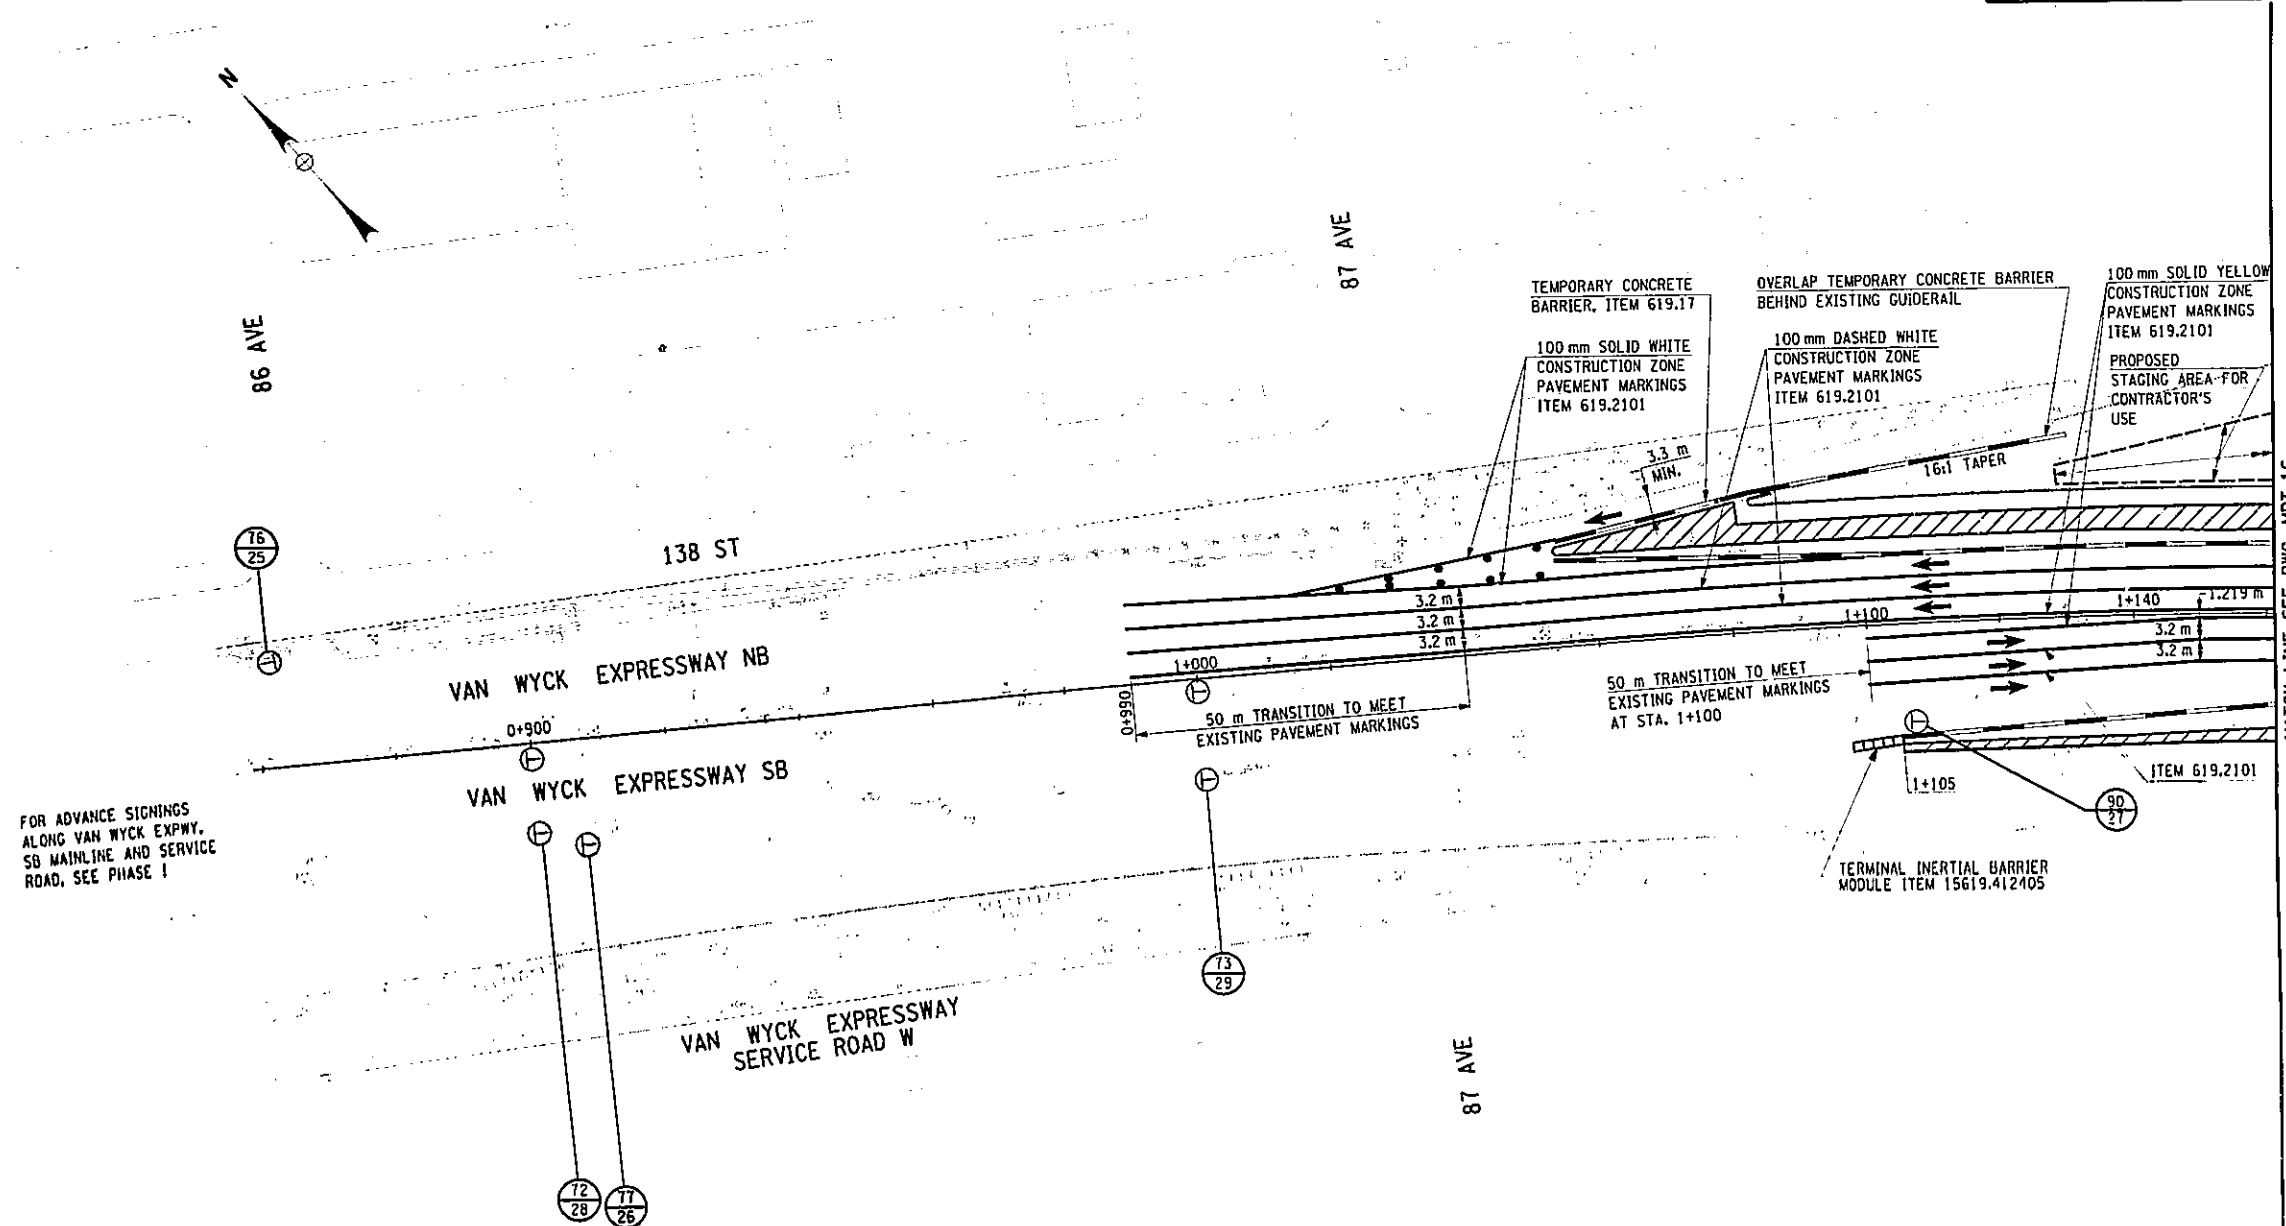 N
86 AVE
87 AVE
TEMPORARY CONCRETE
BARRIER, ITEM 619.17
OVERLAP TEMPORARY CONCRETE BARRIER
BEHIND EXISTING GUIDERAIL
100 mm SOLID YELLOW
CONSTRUCTION ZONE
PAVEMENT MARKINGS
ITEM 619.2101
100 mm SOLID WHITE
CONSTRUCTION ZONE
PAVEMENT MARKINGS
ITEM 619.2101
100 mm DASHED WHITE
CONSTRUCTION ZONE
PAVEMENT MARKINGS
ITEM 619.2101
PROPOSED
STAGING AREA FOR
CONTRACTOR'S
USE
3.3 m
MIN.
16:1 TAPER
76
25
138 ST
3.2 m
3.2 m
3.2 m
1+100
1+140
1.219 m
3.2 m
3.2 m
VAN WYCK EXPRESSWAY NB
1+000
0+990
50 m TRANSITION TO MEET
EXISTING PAVEMENT MARKINGS
50 m TRANSITION TO MEET
EXISTING PAVEMENT MARKINGS
AT STA. 1+100
0+900
VAN WYCK EXPRESSWAY SB
1+105
ITEM 619.2101
90
27
FOR ADVANCE SIGNINGS
ALONG VAN WYCK EXPWY.
SB MAINLINE AND SERVICE
ROAD, SEE PHASE I
TERMINAL INERTIAL BARRIER
MODULE ITEM 15619.412405
73
29
VAN WYCK EXPRESSWAY
SERVICE ROAD W
87 AVE
72
28
77
26